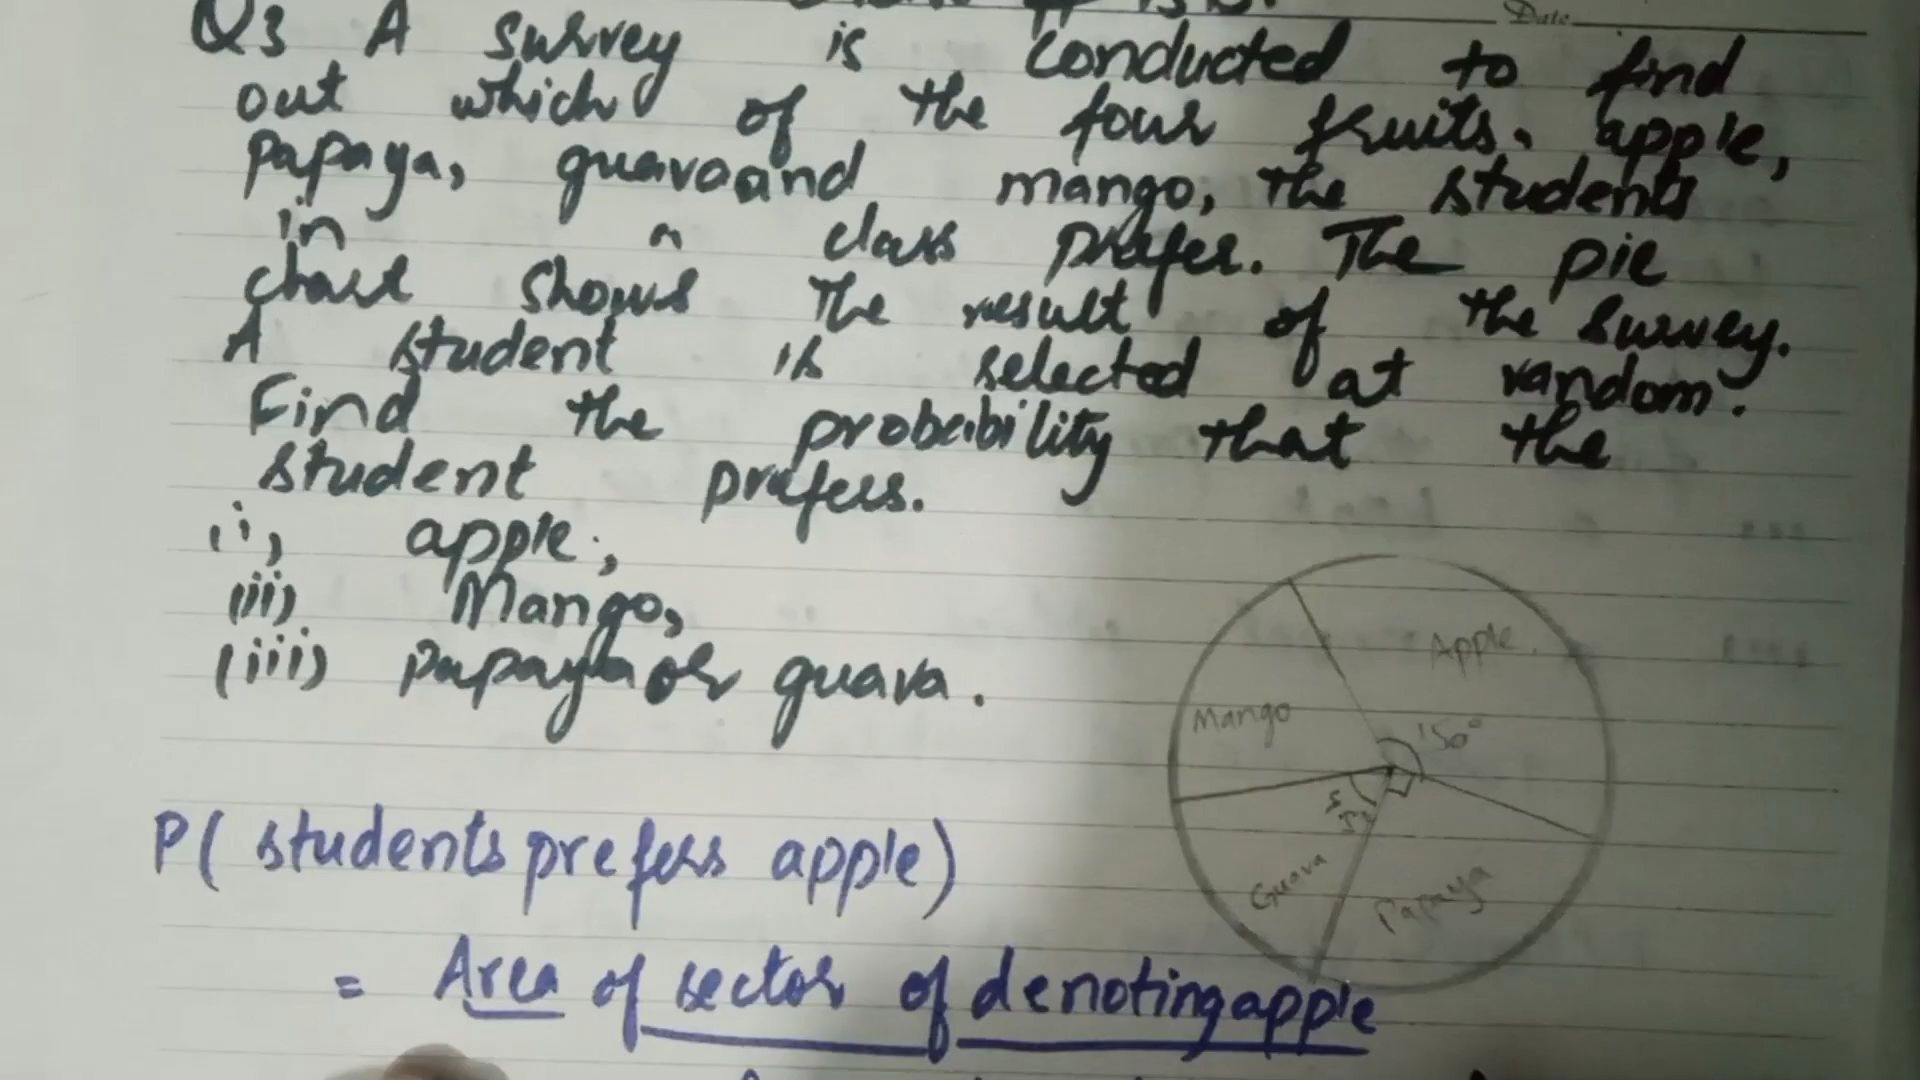 Date
Q3 A survey is conducted to find
out which of the four fruits, apple,
papaya, guava and mango, the students
in a class prefer. The pie
chart shows the result of the survey.
A student is selected at random.
Find the probability that the
student prefers.
(i), apple,
(ii) Mango,
(iii) Papaya or guava.
Apple.
Mango
150°
Guava
Papaya
P( students prefers apple)
= Area of sector of denoting apple